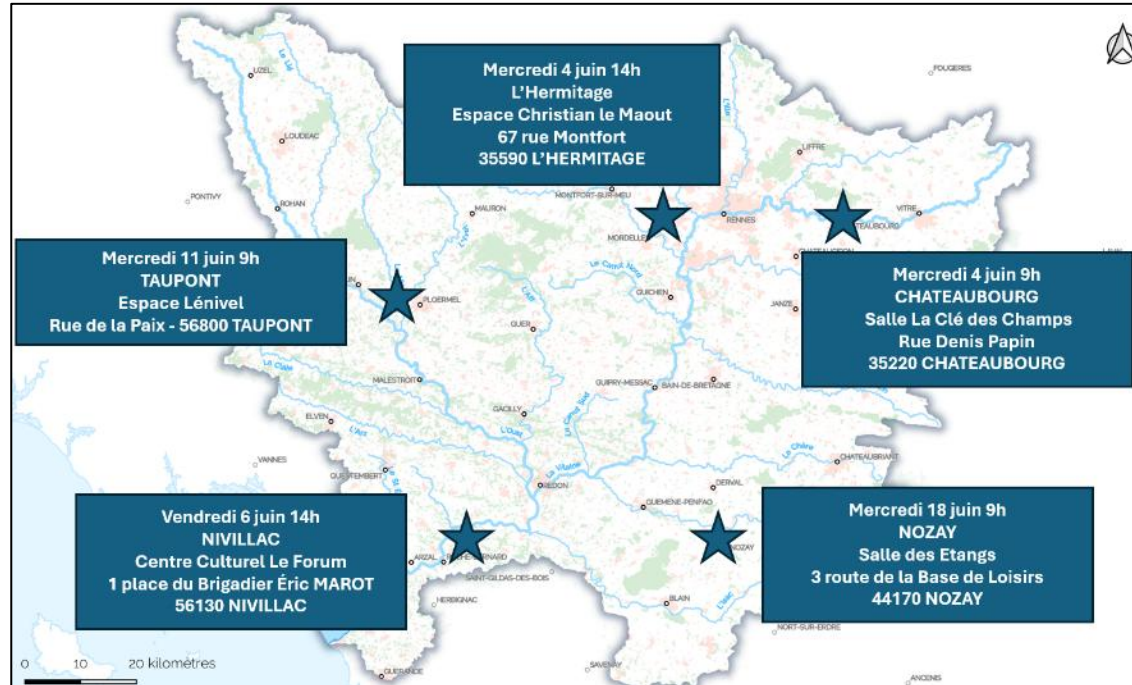 Mercredi 4 juin 14h
L'Hermitage
Espace Christian le Maout
67 rue Montfort
35590 L'HERMITAGE
Mercredi 11 juin 9h
TAUPONT
Espace Lénivel
Rue de la Paix - 56800 TAUPONT
Mercredi 4 juin 9h
CHATEAUBOURG
Salle La Clé des Champs
Rue Denis Papin
35220 CHATEAUBOURG
Vendredi 6 juin 14h
NIVILLAC
Centre Culturel Le Forum
1 place du Brigadier Éric MAROT
56130 NIVILLAC
Mercredi 18 juin 9h
NOZAY
Salle des Etangs
3 route de la Base de Loisirs
44170 NOZAY
UZEL
Le Lié
FOUGERES
LOUDEAC
LIFFRE
PONTIVY
ROHAN
MAURON
MONTFORT-SUR-MEU
RENNES
VITRE
Le Canut Nord
GUICHEN
JANZE
L'Aff
GUER
MALESTROIT
GUIPRY-MESSAC
BAIN-DE-BRETAGNE
Le Canut Sud
GACILLY
ELVEN
L'Arz
L'Oust
Le Chère
CHATEAUBRIANT
VANNES
QUESTEMBERT
La Vilaine
REDON
DERVAL
GUEMENE-PENFAO
NOZAY
ARZAL
SAINT-GILDAS-DES-BOIS
HERBIGNAC
BLAIN
L'Isac
NORT-SUR-ERDRE
GUERANDE
SAVENAY
ANCENIS
0 10 20 kilomètres